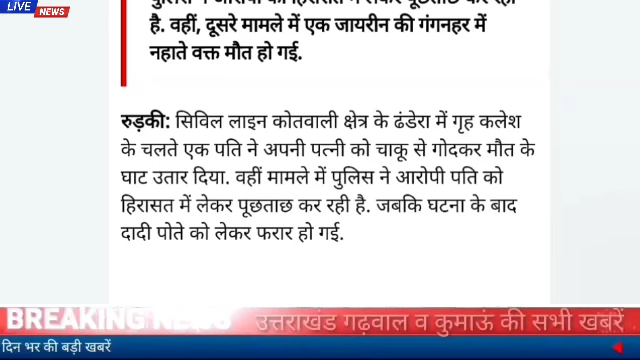 LIVE NEWS
है. वहीं, दूसरे मामले में एक जायरीन की गंगनहर में
नहाते वक्त मौत हो गई.
रुड़की: सिविल लाइन कोतवाली क्षेत्र के ढंडेरा में गृह कलेश
के चलते एक पति ने अपनी पत्नी को चाकू से गोदकर मौत के
घाट उतार दिया. वहीं मामले में पुलिस ने आरोपी पति को
हिरासत में लेकर पूछताछ कर रही है. जबकि घटना के बाद
दादी पोते को लेकर फरार हो गई.
BREAKING NEWS उत्तराखंड गढ़वाल व कुमाऊं की सभी खबरें
दिन भर की बड़ी खबरें